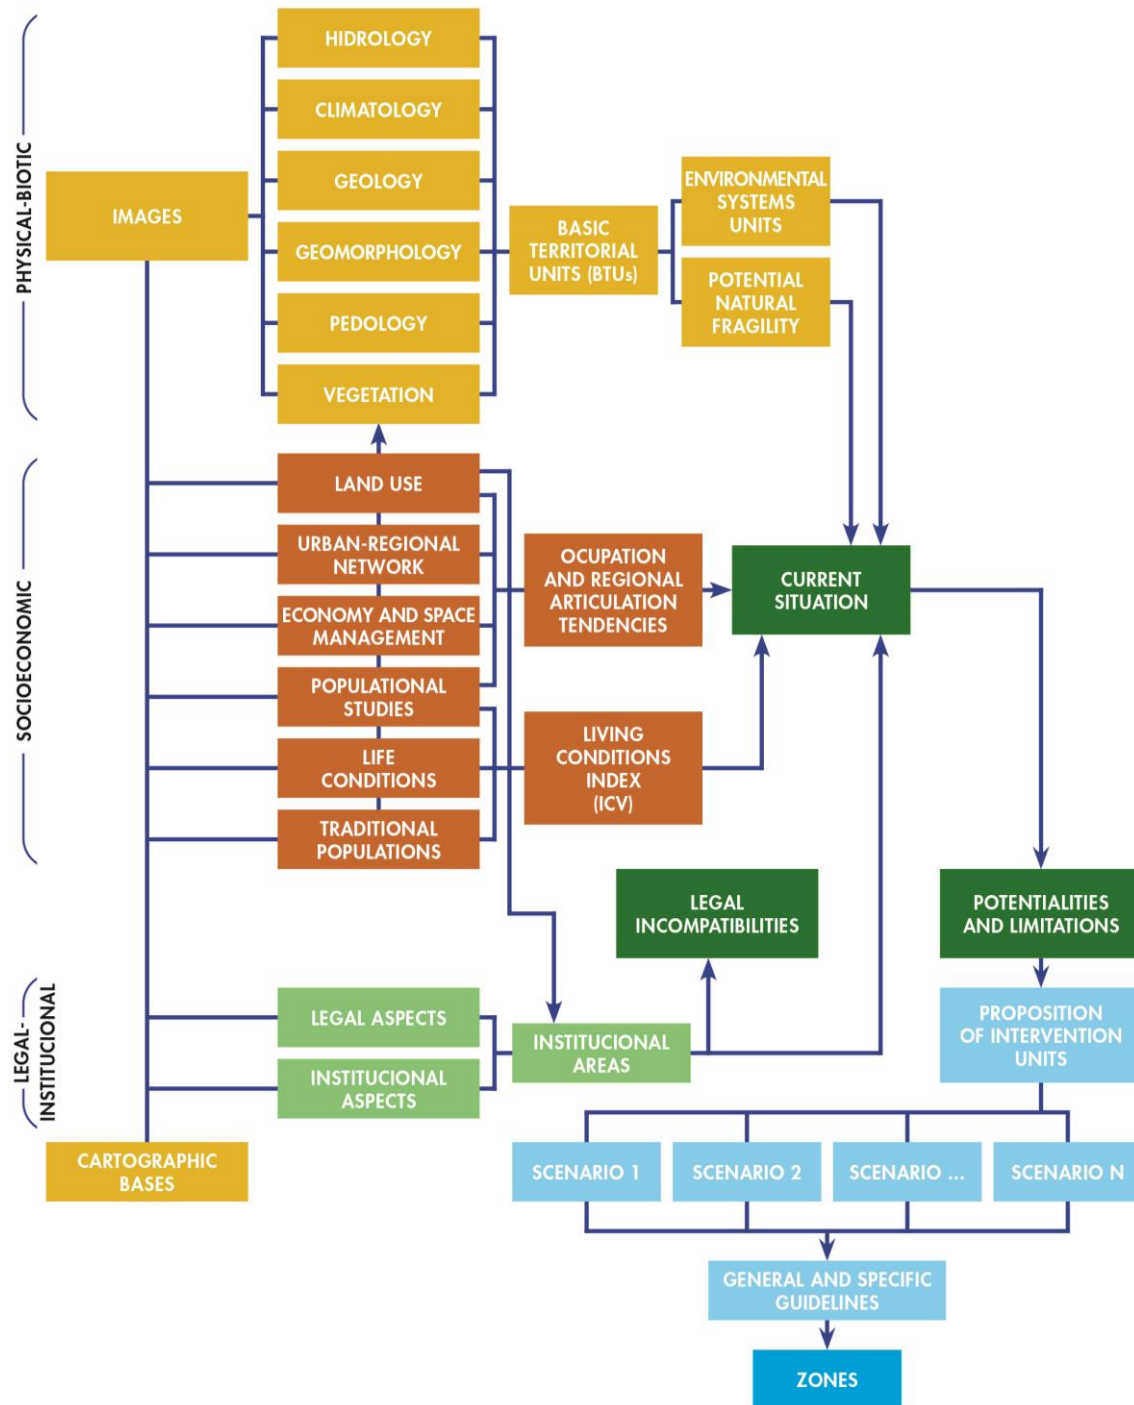 PHYSICAL-BIOTIC
IMAGES
HIDROLOGY
CLIMATOLOGY
GEOLOGY
GEOMORPHOLOGY
PEDOLOGY
VEGETATION
BASIC
TERRITORIAL
UNITS (BTUs)
ENVIRONMENTAL
SYSTEMS
UNITS
POTENTIAL
NATURAL
FRAGILITY
SOCIOECONOMIC
LAND USE
URBAN-REGIONAL
NETWORK
ECONOMY AND SPACE
MANAGEMENT
POPULATIONAL
STUDIES
LIFE
CONDITIONS
TRADITIONAL
POPULATIONS
OCUPATION
AND REGIONAL
ARTICULATION
TENDENCIES
LIVING
CONDITIONS
INDEX
(ICV)
CURRENT
SITUATION
LEGAL
INCOMPATIBILITIES
POTENTIALITIES
AND LIMITATIONS
LEGAL-
INSTITUCIONAL
LEGAL ASPECTS
INSTITUCIONAL
ASPECTS
INSTITUCIONAL
AREAS
PROPOSITION
OF INTERVENTION
UNITS
CARTOGRAPHIC
BASES
SCENARIO 1
SCENARIO 2
SCENARIO ...
SCENARIO N
GENERAL AND SPECIFIC
GUIDELINES
ZONES